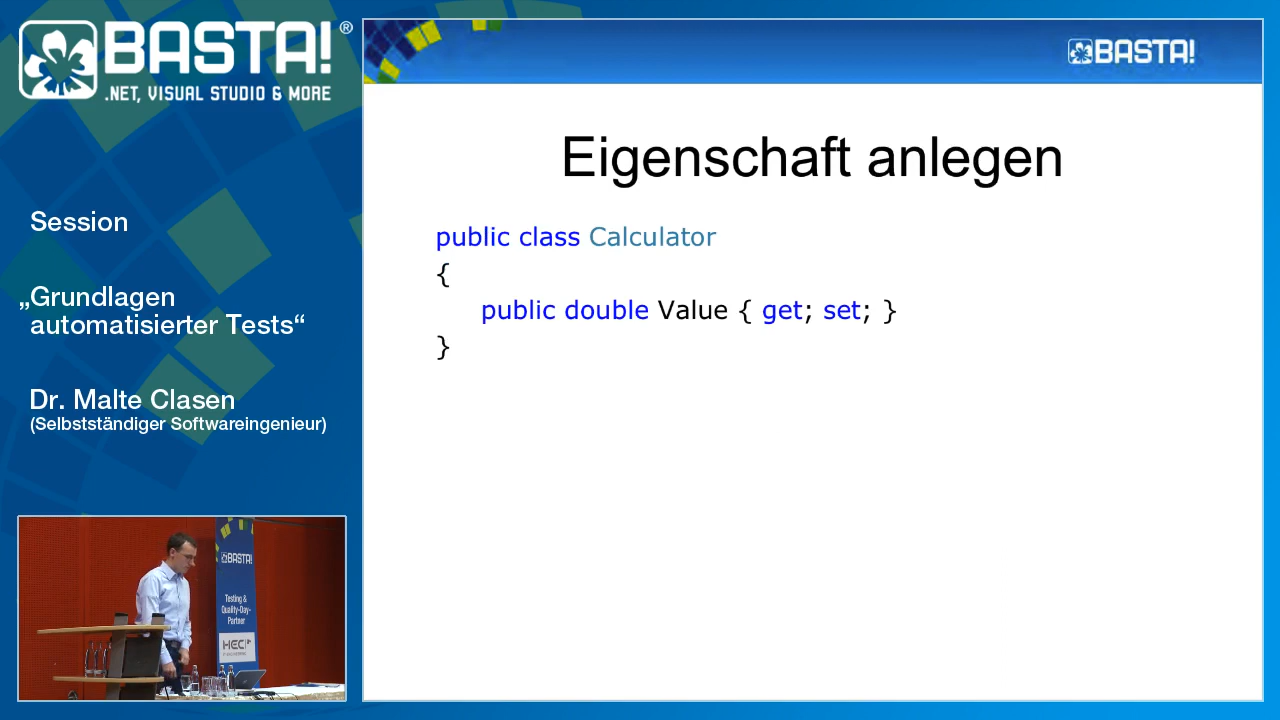 BASTA!®
.NET, VISUAL STUDIO & MORE
Session
„Grundlagen
automatisierter Tests“
Dr. Malte Clasen
(Selbstständiger Softwareingenieur)
BASTA!
Testing &
Quality-Day-
Partner
HEC
BASTA!
Eigenschaft anlegen
public class Calculator
{
public double Value { get; set; }
}